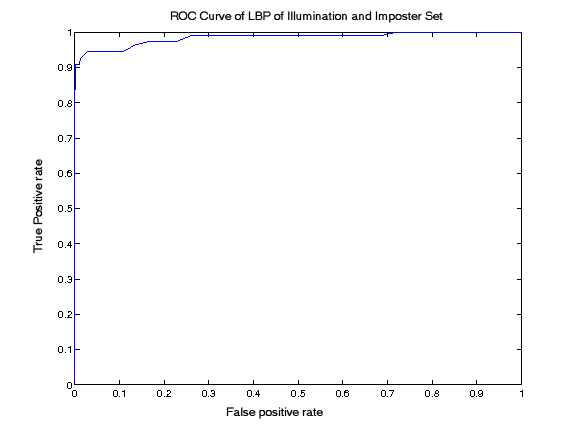 ROC Curve of LBP of Illumination and Imposter Set
1
0.9
0.8
0.7
0.6
0.5
0.4
0.3
0.2
0.1
0
True Positive rate
0 0.1 0.2 0.3 0.4 0.5 0.6 0.7 0.8 0.9 1
False positive rate